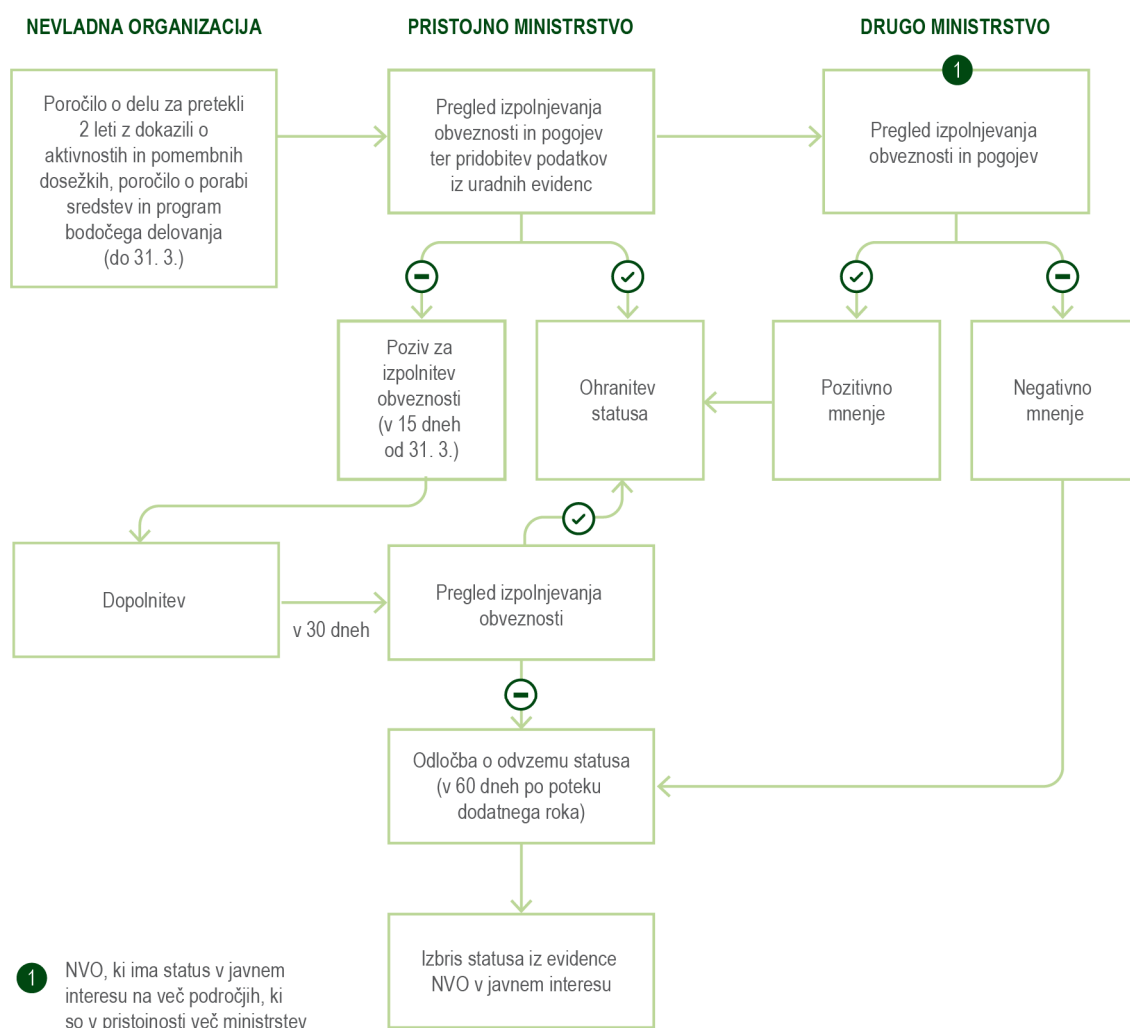 NEVLADNA ORGANIZACIJA
PRISTOJNO MINISTRSTVO
DRUGO MINISTRSTVO
1
Poročilo o delu za pretekli
2 leti z dokazili o
aktivnostih in pomembnih
dosežkih, poročilo o porabi
sredstev in program
bodočega delovanja
(do 31. 3.)
Pregled izpolnjevanja
obveznosti in pogojev
ter pridobitev podatkov
iz uradnih evidenc
Pregled izpolnjevanja
obveznosti in pogojev
Poziv za
izpolnitev
obveznosti
(v 15 dneh
od 31. 3.)
Ohranitev
statusa
Pozitivno
mnenje
Negativno
mnenje
Dopolnitev
v 30 dneh
Pregled izpolnjevanja
obveznosti
Odločba o odvzemu statusa
(v 60 dneh po poteku
dodatnega roka)
Izbris statusa iz evidence
NVO v javnem interesu
1
NVO, ki ima status v javnem
interesu na več področjih, ki
so v pristojnosti več ministrstev